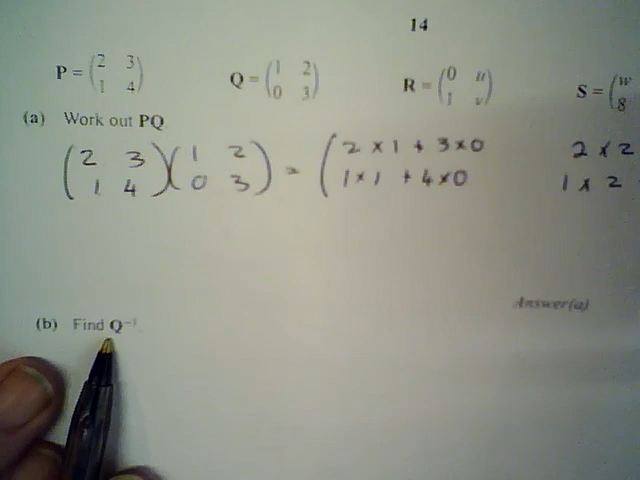 14
P = (2 3 1 4) Q = (1 2 0 3) R = (0 u 1 v) S = (w 8
(a) Work out PQ
(2 3 1 4)(1 2 0 3) = (2 × 1 + 3 × 0 2 × 2
1 × 1 + 4 × 0 1 × 2
Answer(a)
(b) Find Q⁻¹.